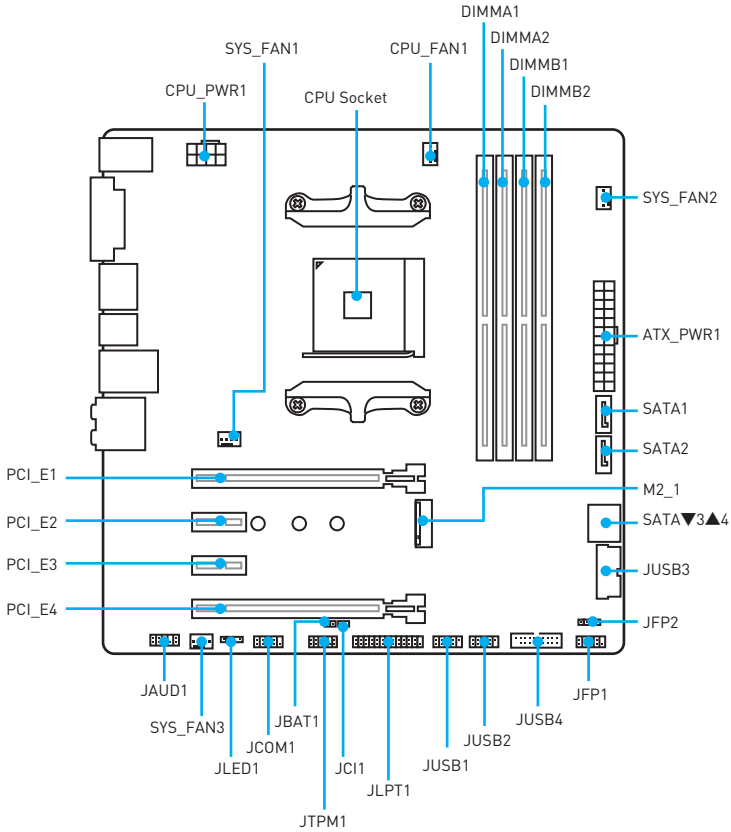 DIMMA1
DIMMA2
SYS_FAN1
CPU_FAN1
DIMMB1
CPU_PWR1
CPU Socket
DIMMB2
SYS_FAN2
ATX_PWR1
SATA1
SATA2
PCI_E1
M2_1
PCI_E2
SATA▼3▲4
PCI_E3
JUSB3
PCI_E4
JFP2
JAUD1
JFP1
SYS_FAN3
JBAT1
JUSB4
JCOM1
JUSB2
JLED1
JCI1
JUSB1
JLPT1
JTPM1